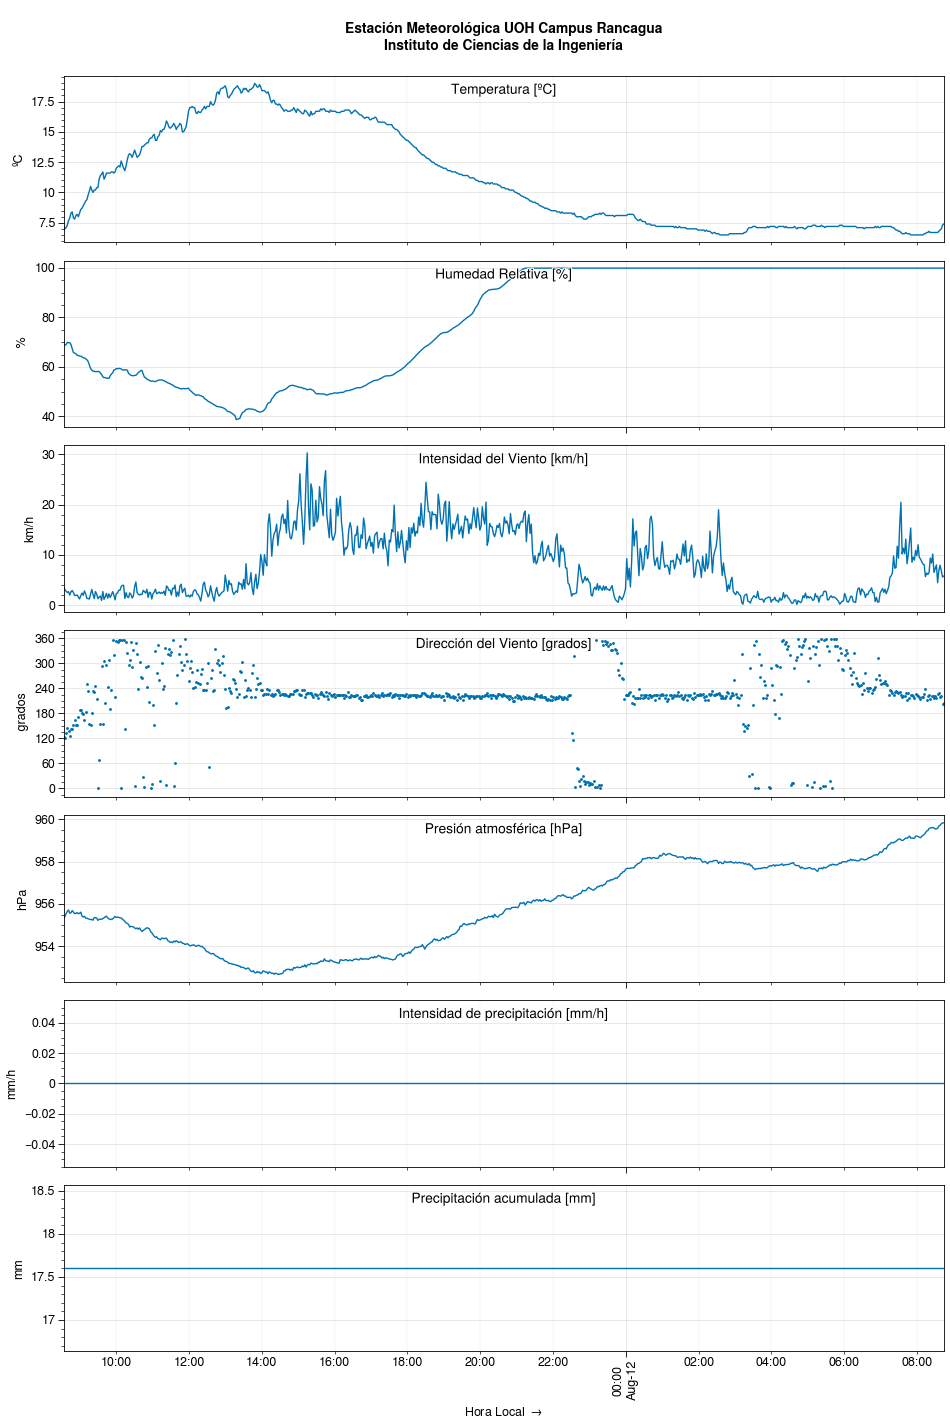 Estación Meteorológica UOH Campus Rancagua
Instituto de Ciencias de la Ingeniería
Temperatura [ºC]
17.5
15
12.5
10
7.5
ºC
Humedad Relativa [%]
100
80
60
40
%
Intensidad del Viento [km/h]
30
20
10
0
km/h
Dirección del Viento [grados]
360
300
240
180
120
60
0
grados
Presión atmosférica [hPa]
960
958
956
954
hPa
Intensidad de precipitación [mm/h]
0.04
0.02
0
−0.02
−0.04
mm/h
Precipitación acumulada [mm]
18.5
18
17.5
17
mm
10:00 12:00 14:00 16:00 18:00 20:00 22:00 00:00 02:00 04:00 06:00 08:00
Aug-12
Hora Local →